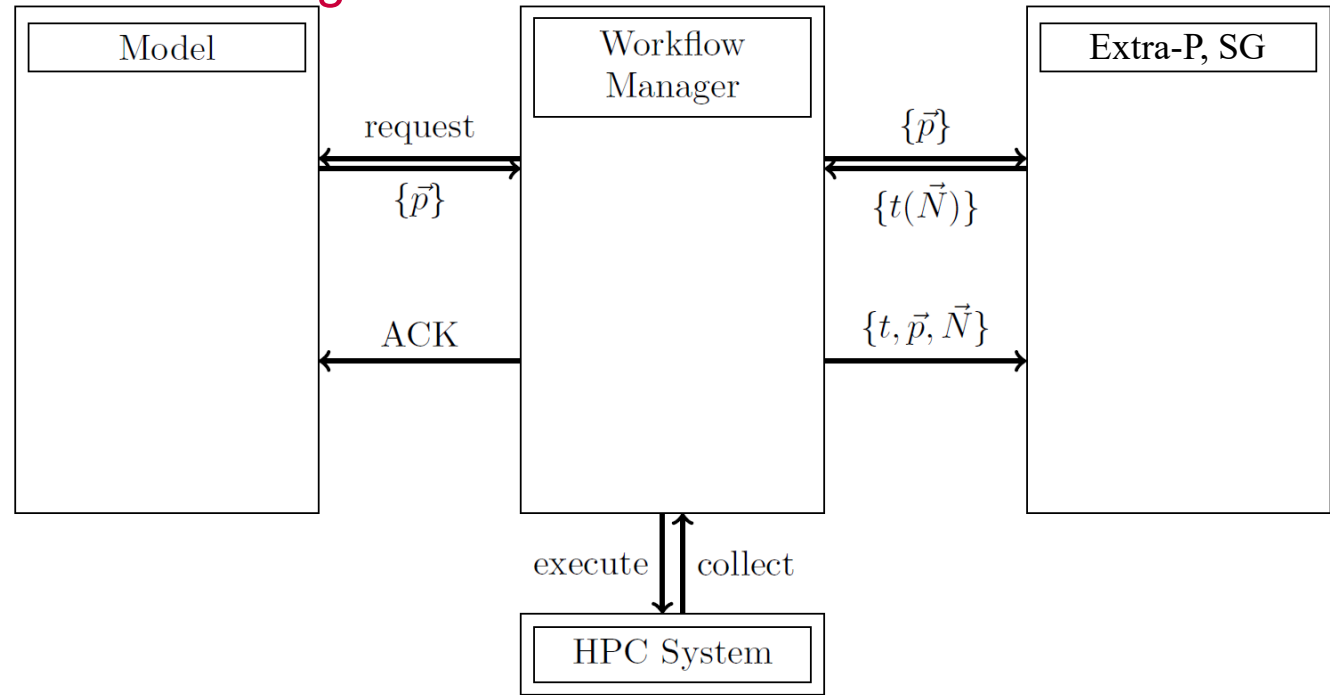 g
Model
Workflow
Manager
Extra-P, SG
request
{p⃗}
{p⃗}
{t(N⃗)}
ACK
{t, p⃗, N⃗}
execute
collect
HPC System